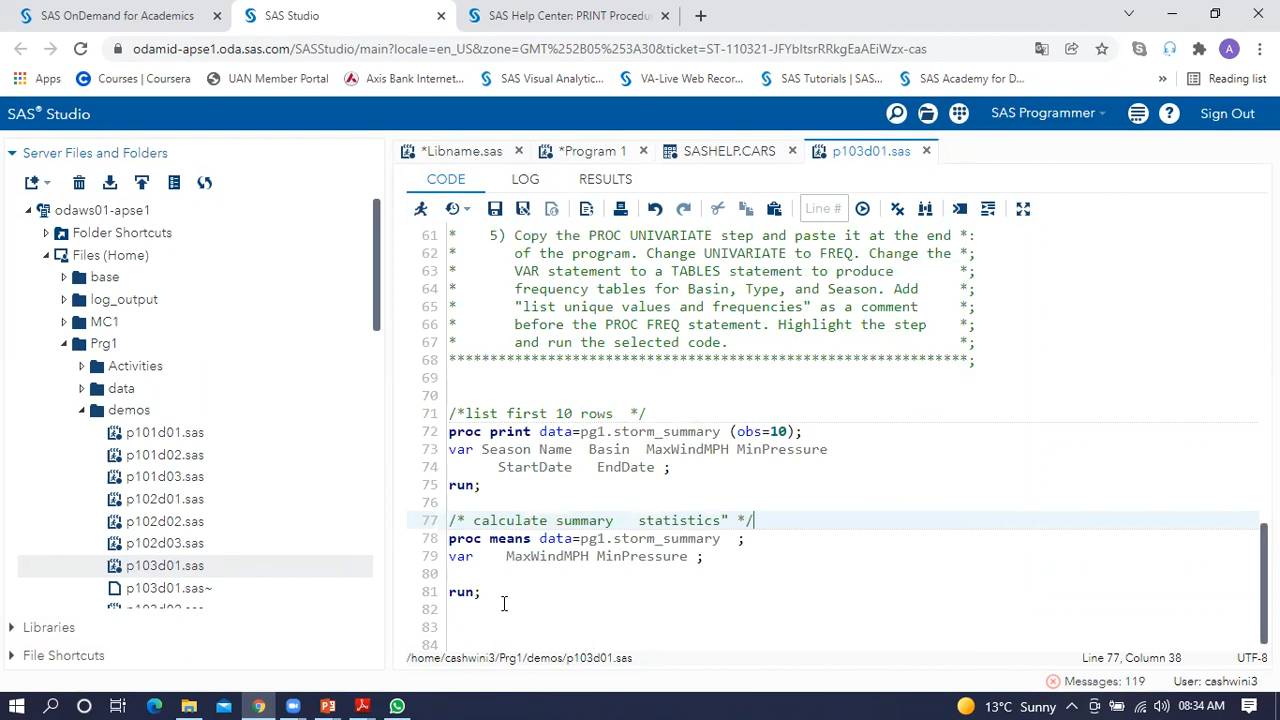 SAS OnDemand for Academics
SAS Studio
SAS Help Center: PRINT Procedu
odamid-apse1.oda.sas.com/SASStudio/main?locale=en_US&zone=GMT%252B05%253A30&ticket=ST-110321-JFYbItsrRRkgEaAEiWzx-cas
Apps
Courses | Coursera
UAN Member Portal
Axis Bank Internet...
SAS Visual Analytic...
VA-Live Web Recor...
SAS Tutorials | SAS...
SAS Academy for D...
»
Reading list
SAS® Studio
SAS Programmer
Sign Out
Server Files and Folders
odaws01-apse1
Folder Shortcuts
Files (Home)
base
log_output
MC1
Prg1
Activities
data
demos
p101d01.sas
p101d02.sas
p101d03.sas
p102d01.sas
p102d02.sas
p102d03.sas
p103d01.sas
p103d01.sas~
Libraries
File Shortcuts
*Libname.sas
*Program 1
SASHELP.CARS
p103d01.sas
CODE
LOG
RESULTS
Line #
61 * 5) Copy the PROC UNIVARIATE step and paste it at the end *:
62 * of the program. Change UNIVARIATE to FREQ. Change the *;
63 * VAR statement to a TABLES statement to produce *;
64 * frequency tables for Basin, Type, and Season. Add *;
65 * "list unique values and frequencies" as a comment *;
66 * before the PROC FREQ statement. Highlight the step *;
67 * and run the selected code. *;
68 ****************************************************************;
69
70
71 /*list first 10 rows */
72 proc print data=pg1.storm_summary (obs=10);
73 var Season Name Basin MaxWindMPH MinPressure
74 StartDate EndDate ;
75 run;
76
77 /* calculate summary statistics" */
78 proc means data=pg1.storm_summary ;
79 var MaxWindMPH MinPressure ;
80
81 run;
82
83
84
/home/cashwini3/Prg1/demos/p103d01.sas
Line 77, Column 38
UTF-8
Messages: 119
User: cashwini3
13°C Sunny
08:34 AM